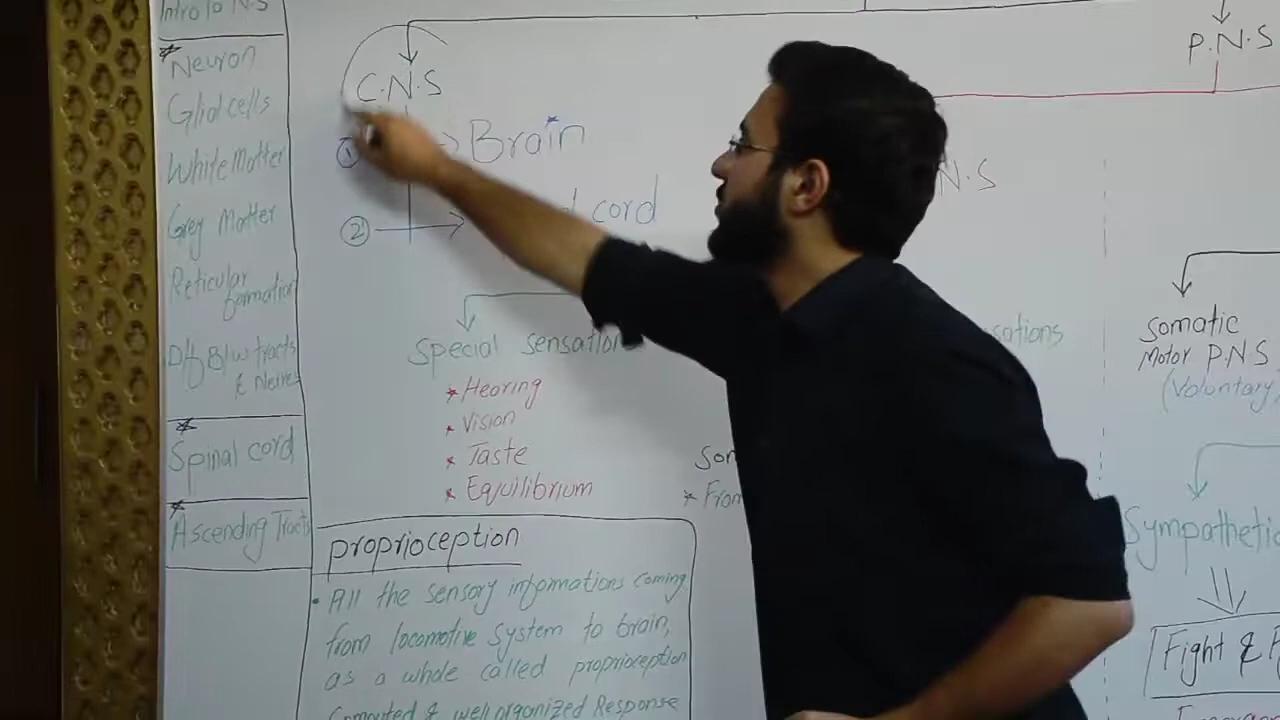 Intro to N.S
*Neuron
Glial cells
White Matter
Grey Matter
Reticular
formation
Diff B/w tracts
& Nerves
*
Spinal cord
*
Ascending Tracts
C.N.S
① Brain
② cord
Special sensation
* Hearing
* Vision
* Taste
* Equilibrium
proprioception
• All the sensory informations coming
from locomotive system to brain,
as a whole called proprioception
Computed & well organized Response
P.N.S
N.S
sations
Som
* From
Somatic
Motor P.N.S
(Voluntary
Sympathetic
Fight &